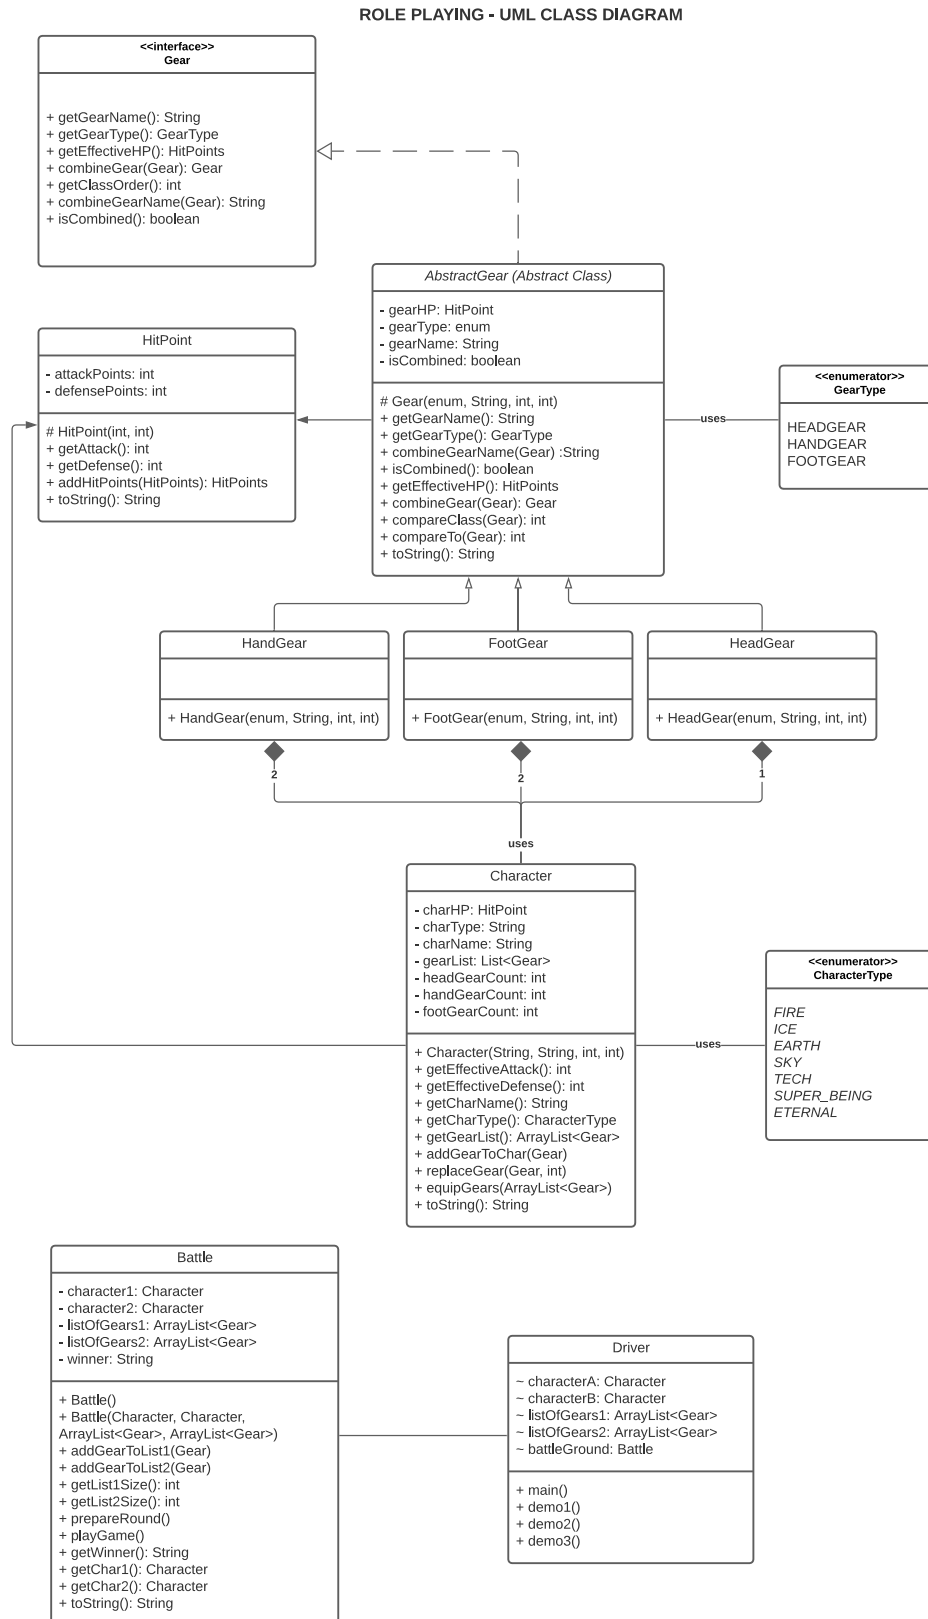 ROLE PLAYING - UML CLASS DIAGRAM
<<interface>>
Gear
+ getGearName(): String
+ getGearType(): GearType
+ getEffectiveHP(): HitPoints
+ combineGear(Gear): Gear
+ getClassOrder(): int
+ combineGearName(Gear): String
+ isCombined(): boolean
AbstractGear (Abstract Class)
- gearHP: HitPoint
- gearType: enum
- gearName: String
- isCombined: boolean
# Gear(enum, String, int, int)
+ getGearName(): String
+ getGearType(): GearType
+ combineGearName(Gear) :String
+ isCombined(): boolean
+ getEffectiveHP(): HitPoints
+ combineGear(Gear): Gear
+ compareClass(Gear): int
+ compareTo(Gear): int
+ toString(): String
HitPoint
- attackPoints: int
- defensePoints: int
# HitPoint(int, int)
+ getAttack(): int
+ getDefense(): int
+ addHitPoints(HitPoints): HitPoints
+ toString(): String
uses
<<enumerator>>
GearType
HEADGEAR
HANDGEAR
FOOTGEAR
HandGear
+ HandGear(enum, String, int, int)
FootGear
+ FootGear(enum, String, int, int)
HeadGear
+ HeadGear(enum, String, int, int)
2
2
1
uses
Character
- charHP: HitPoint
- charType: String
- charName: String
- gearList: List<Gear>
- headGearCount: int
- handGearCount: int
- footGearCount: int
+ Character(String, String, int, int)
+ getEffectiveAttack(): int
+ getEffectiveDefense(): int
+ getCharName(): String
+ getCharType(): CharacterType
+ getGearList(): ArrayList<Gear>
+ addGearToChar(Gear)
+ replaceGear(Gear, int)
+ equipGears(ArrayList<Gear>)
+ toString(): String
uses
<<enumerator>>
CharacterType
FIRE
ICE
EARTH
SKY
TECH
SUPER_BEING
ETERNAL
Battle
- character1: Character
- character2: Character
- listOfGears1: ArrayList<Gear>
- listOfGears2: ArrayList<Gear>
- winner: String
+ Battle()
+ Battle(Character, Character,
ArrayList<Gear>, ArrayList<Gear>)
+ addGearToList1(Gear)
+ addGearToList2(Gear)
+ getList1Size(): int
+ getList2Size(): int
+ prepareRound()
+ playGame()
+ getWinner(): String
+ getChar1(): Character
+ getChar2(): Character
+ toString(): String
Driver
~ characterA: Character
~ characterB: Character
~ listOfGears1: ArrayList<Gear>
~ listOfGears2: ArrayList<Gear>
~ battleGround: Battle
+ main()
+ demo1()
+ demo2()
+ demo3()